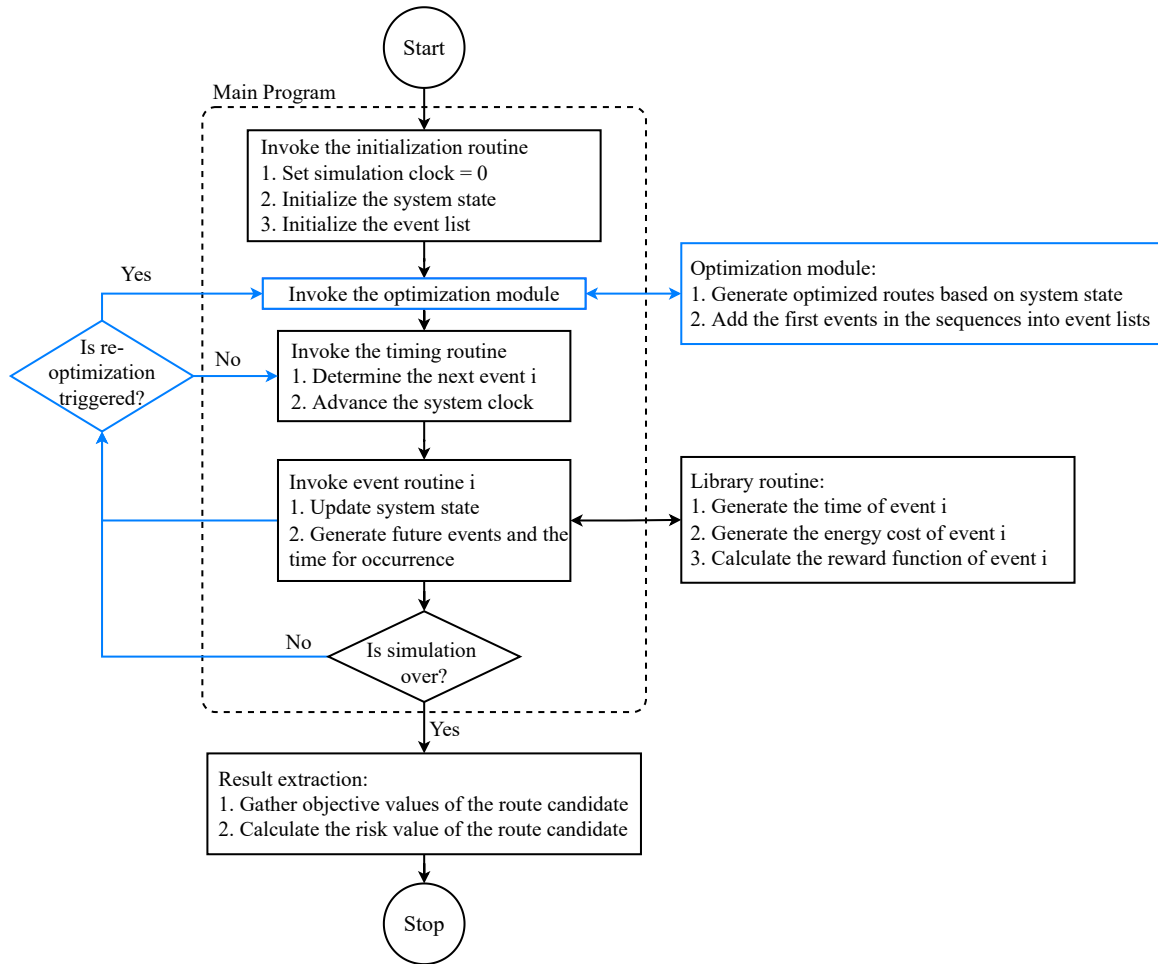 Start
Main Program
Invoke the initialization routine
1. Set simulation clock = 0
2. Initialize the system state
3. Initialize the event list
Yes
Invoke the optimization module
Optimization module:
1. Generate optimized routes based on system state
2. Add the first events in the sequences into event lists
Is re-
optimization
triggered?
No
Invoke the timing routine
1. Determine the next event i
2. Advance the system clock
Invoke event routine i
1. Update system state
2. Generate future events and the
time for occurrence
Library routine:
1. Generate the time of event i
2. Generate the energy cost of event i
3. Calculate the reward function of event i
No
Is simulation
over?
Yes
Result extraction:
1. Gather objective values of the route candidate
2. Calculate the risk value of the route candidate
Stop